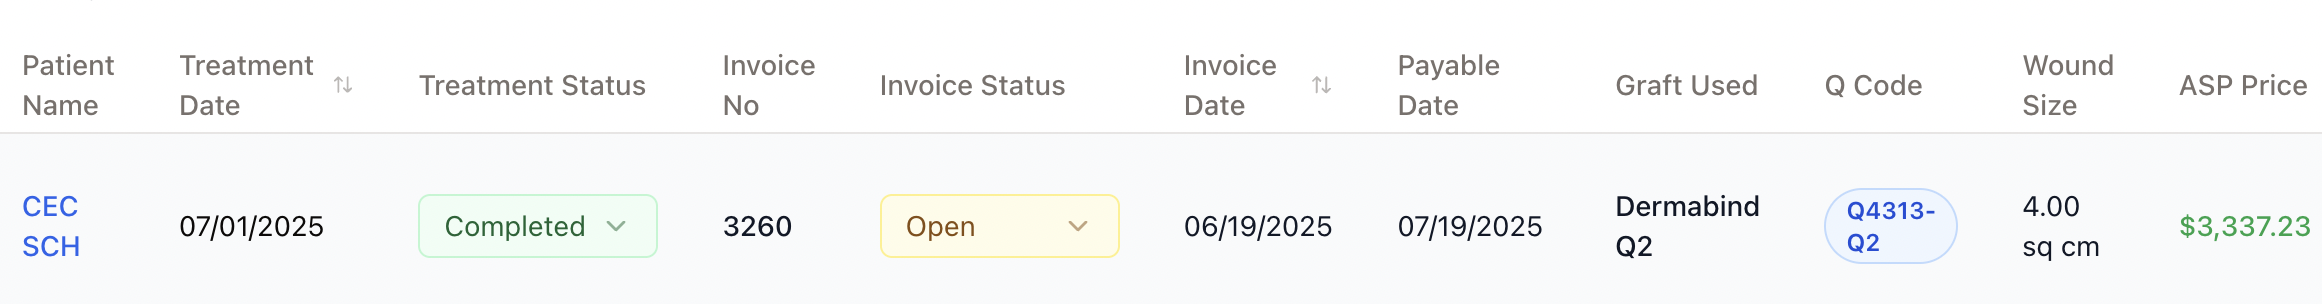 Patient Name
Treatment Date
Treatment Status
Invoice No
Invoice Status
Invoice Date
Payable Date
Graft Used
Q Code
Wound Size
ASP Price
CEC SCH
07/01/2025
Completed
3260
Open
06/19/2025
07/19/2025
Dermabind Q2
Q4313-Q2
4.00 sq cm
$3,337.23